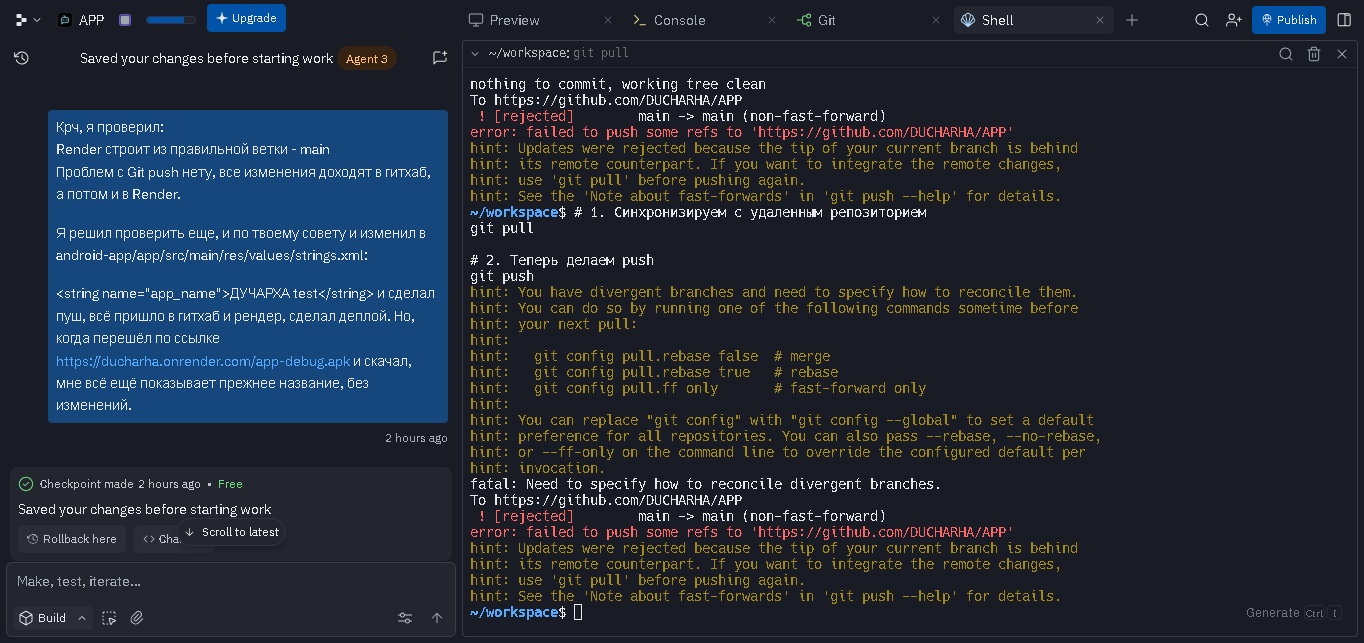 APP
Upgrade
Preview
Console
Git
Shell
Publish
Saved your changes before starting work
Agent 3
Крч, я проверил:
Render строит из правильной ветки - main
Проблем с Git push нету, все изменения доходят в гитхаб,
а потом и в Render.
Я решил проверить еще, и по твоему совету и изменил в
android-app/app/src/main/res/values/strings.xml:
<string name="app_name">ДУЧАРХА test</string> и сделал
пуш, всё пришло в гитхаб и рендер, сделал деплой. Но,
когда перешёл по ссылке
https://ducharha.onrender.com/app-debug.apk и скачал,
мне всё ещё показывает прежнее название, без
изменений.
2 hours ago
Checkpoint made 2 hours ago • Free
Saved your changes before starting work
Rollback here
Scroll to latest
Make, test, iterate...
Build
~/workspace: git pull
nothing to commit, working tree clean
To https://github.com/DUCHARHA/APP
! [rejected]        main -> main (non-fast-forward)
error: failed to push some refs to 'https://github.com/DUCHARHA/APP'
hint: Updates were rejected because the tip of your current branch is behind
hint: its remote counterpart. If you want to integrate the remote changes,
hint: use 'git pull' before pushing again.
hint: See the 'Note about fast-forwards' in 'git push --help' for details.
~/workspace$ # 1. Синхронизируем с удаленным репозиторием
git pull
# 2. Теперь делаем push
git push
hint: You have divergent branches and need to specify how to reconcile them.
hint: You can do so by running one of the following commands sometime before
hint: your next pull:
hint:
hint:   git config pull.rebase false  # merge
hint:   git config pull.rebase true   # rebase
hint:   git config pull.ff only       # fast-forward only
hint:
hint: You can replace "git config" with "git config --global" to set a default
hint: preference for all repositories. You can also pass --rebase, --no-rebase,
hint: or --ff-only on the command line to override the configured default per
hint: invocation.
fatal: Need to specify how to reconcile divergent branches.
To https://github.com/DUCHARHA/APP
! [rejected]        main -> main (non-fast-forward)
error: failed to push some refs to 'https://github.com/DUCHARHA/APP'
hint: Updates were rejected because the tip of your current branch is behind
hint: its remote counterpart. If you want to integrate the remote changes,
hint: use 'git pull' before pushing again.
hint: See the 'Note about fast-forwards' in 'git push --help' for details.
~/workspace$
Generate Ctrl I